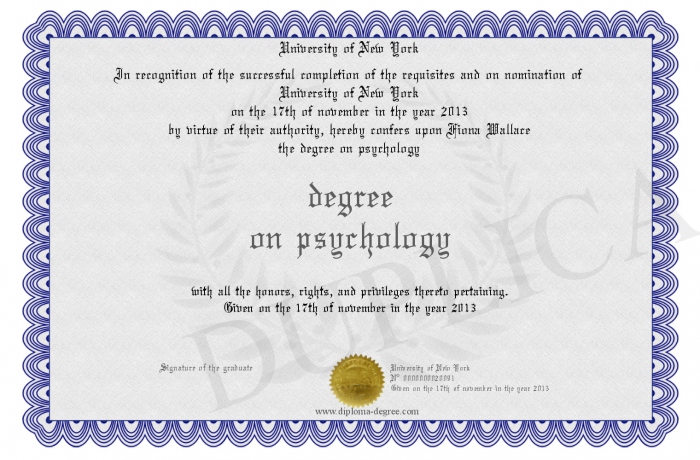 University of New York
In recognition of the successful completion of the requisites and on nomination of
University of New York
on the 17th of november in the year 2013
by virtue of their authority, hereby confers upon Fiona Wallace
the degree on psychology
degree
on psychology
with all the honors, rights, and privileges thereto pertaining.
Given on the 17th of november in the year 2013
DUPLICA
Signature of the graduate
University of New York
Given on the 17th of november in the year 2013
www.diploma-degree.com